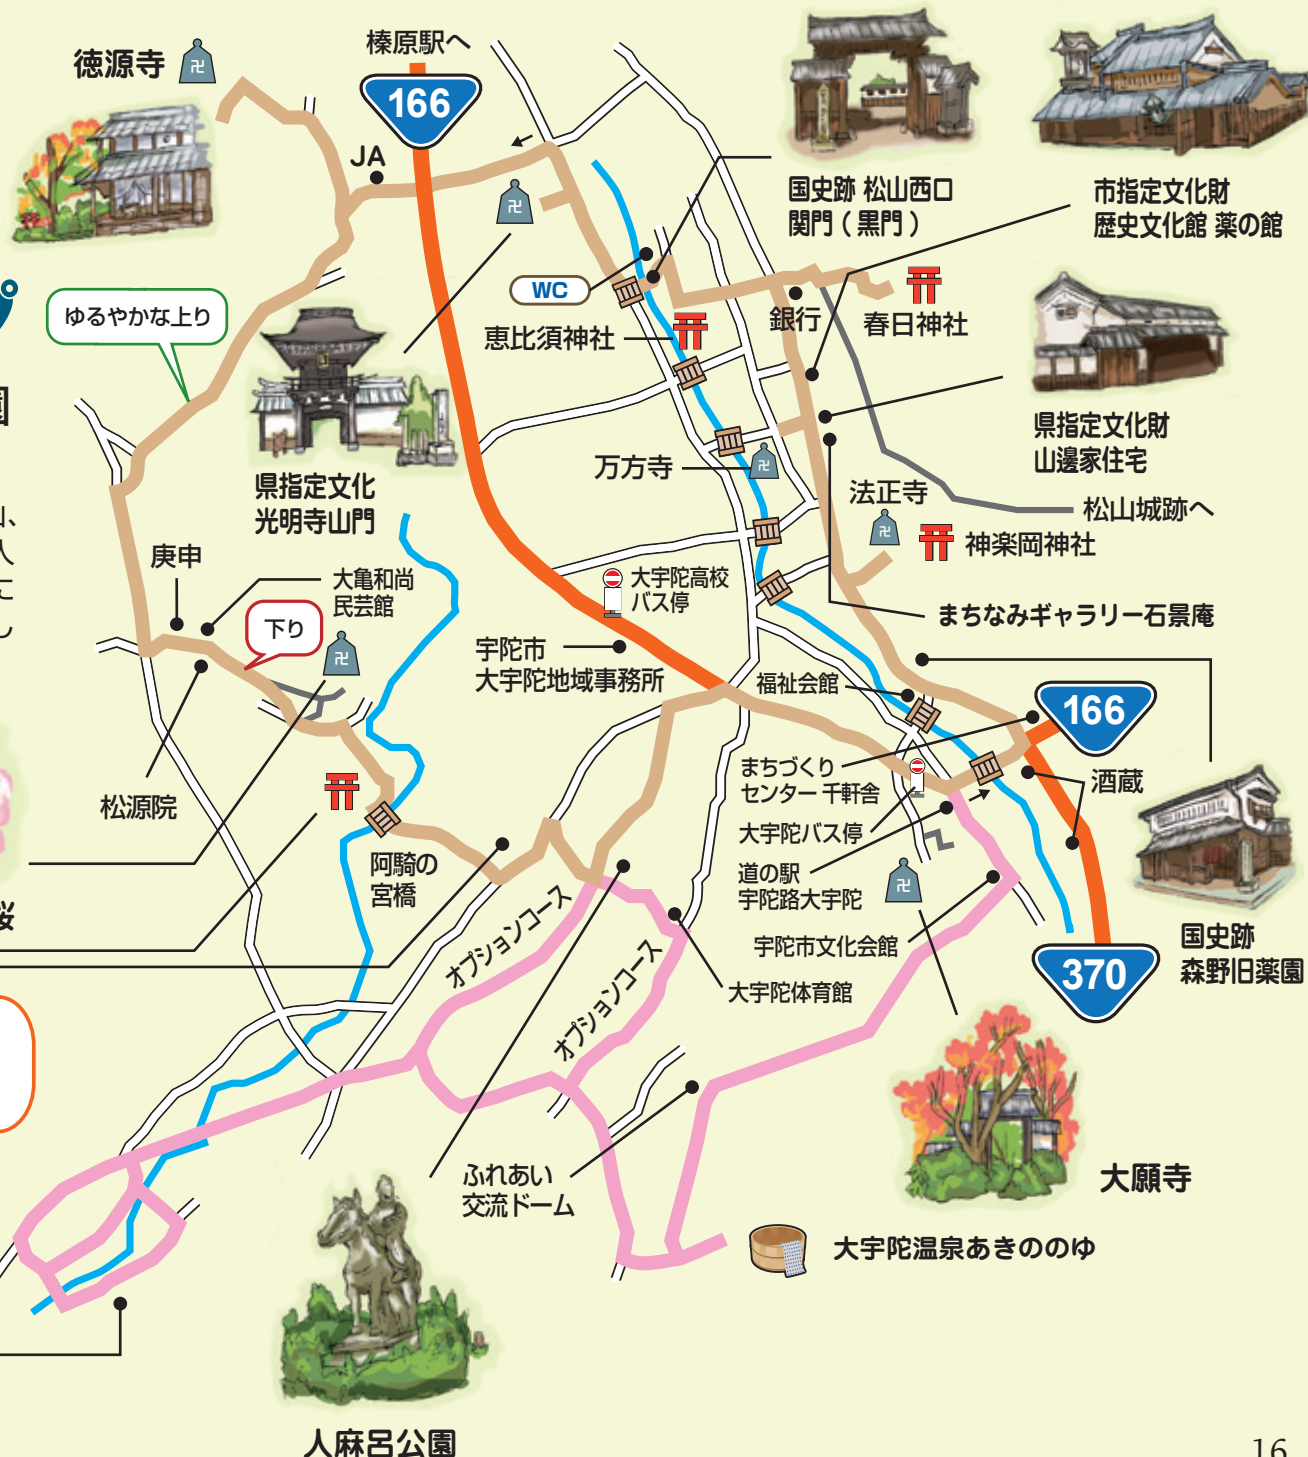 徳源寺
榛原駅へ
166
JA
国史跡 松山西口
関門(黒門)
市指定文化財
歴史文化館 薬の館
WC
ゆるやかな上り
恵比須神社
銀行
春日神社
県指定文化財
山邊家住宅
県指定文化
光明寺山門
万方寺
法正寺
松山城跡へ
神楽岡神社
庚申
大亀和尚
民芸館
大宇陀高校
バス停
まちなみギャラリー石景庵
下り
宇陀市
大宇陀地域事務所
福祉会館
166
まちづくり
センター 千軒舎
酒蔵
松源院
大宇陀バス停
阿騎の
宮橋
道の駅
宇陀路大宇陀
桜
オプションコース
オプションコース
宇陀市文化会館
国史跡
森野旧薬園
370
大宇陀体育館
ふれあい
交流ドーム
大願寺
大宇陀温泉あきののゆ
人麻呂公園
16